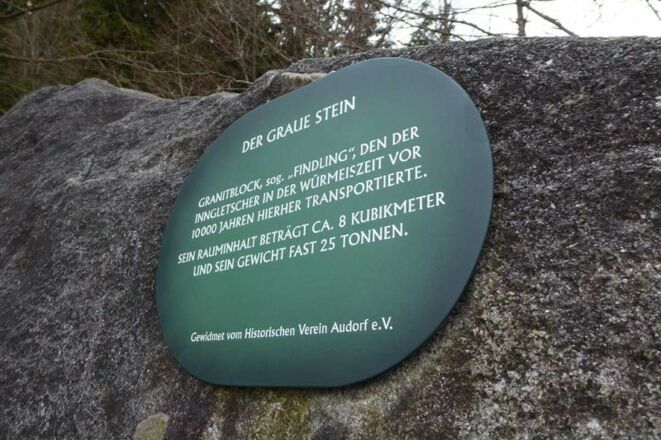 DER GRAUE STEIN
GRANITBLOCK, sog. „FINDLING“, DEN DER
INNGLETSCHER IN DER WÜRMEISZEIT VOR
10000 JAHREN HIERHER TRANSPORTIERTE.
SEIN RAUMINHALT BETRÄGT CA. 8 KUBIKMETER
UND SEIN GEWICHT FAST 25 TONNEN.
Gewidmet vom Historischen Verein Audorf e.V.